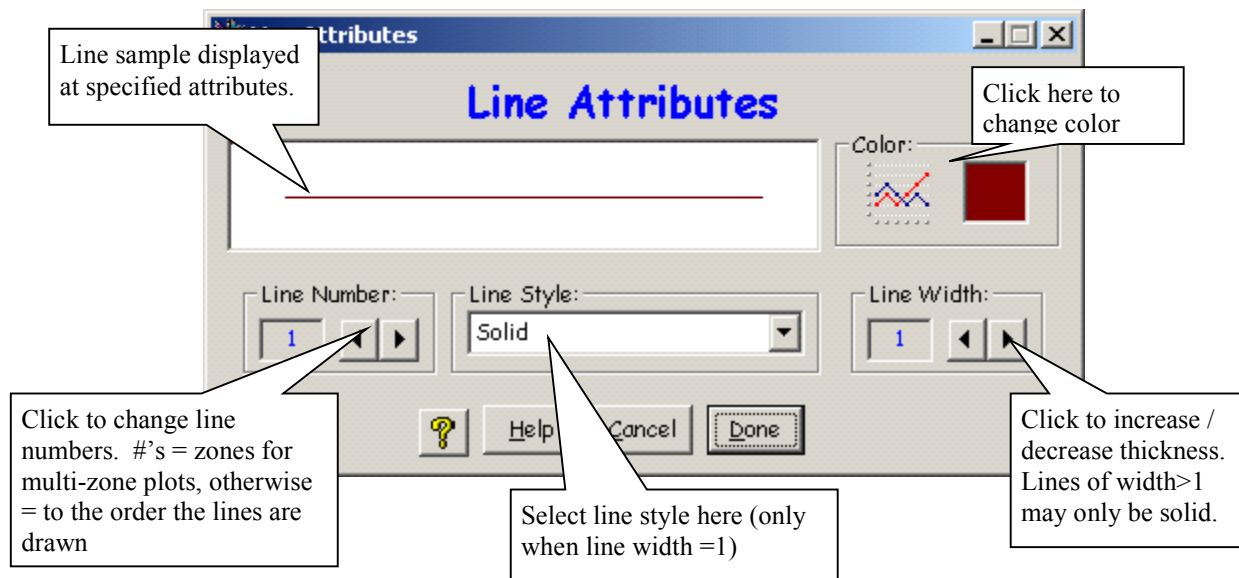 ttributes
Line sample displayed
at specified attributes.
Line Attributes
Click here to
change color
Color:
Line Number:
1
Line Style:
Solid
Line Width:
1
Click to change line
numbers.  #'s = zones for
multi-zone plots, otherwise
= to the order the lines are
drawn
?
Help
Cancel
Done
Select line style here (only
when line width =1)
Click to increase /
decrease thickness.
Lines of width>1
may only be solid.